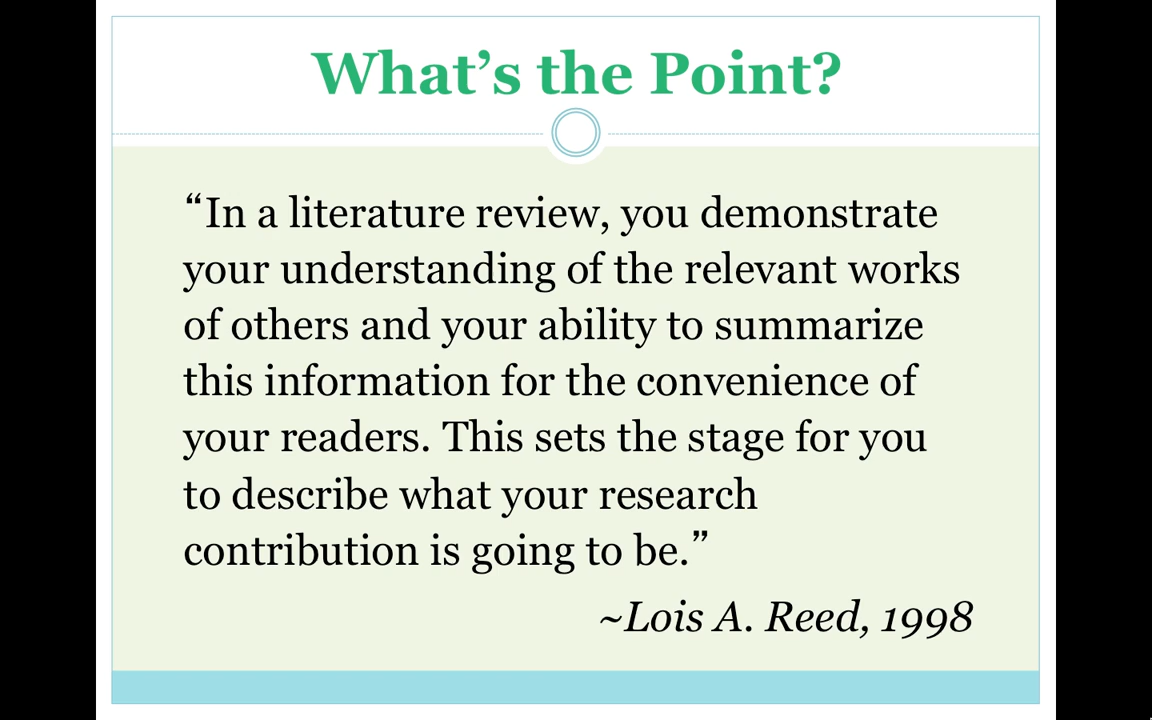 What’s the Point?
“In a literature review, you demonstrate
your understanding of the relevant works
of others and your ability to summarize
this information for the convenience of
your readers. This sets the stage for you
to describe what your research
contribution is going to be.”
~Lois A. Reed, 1998